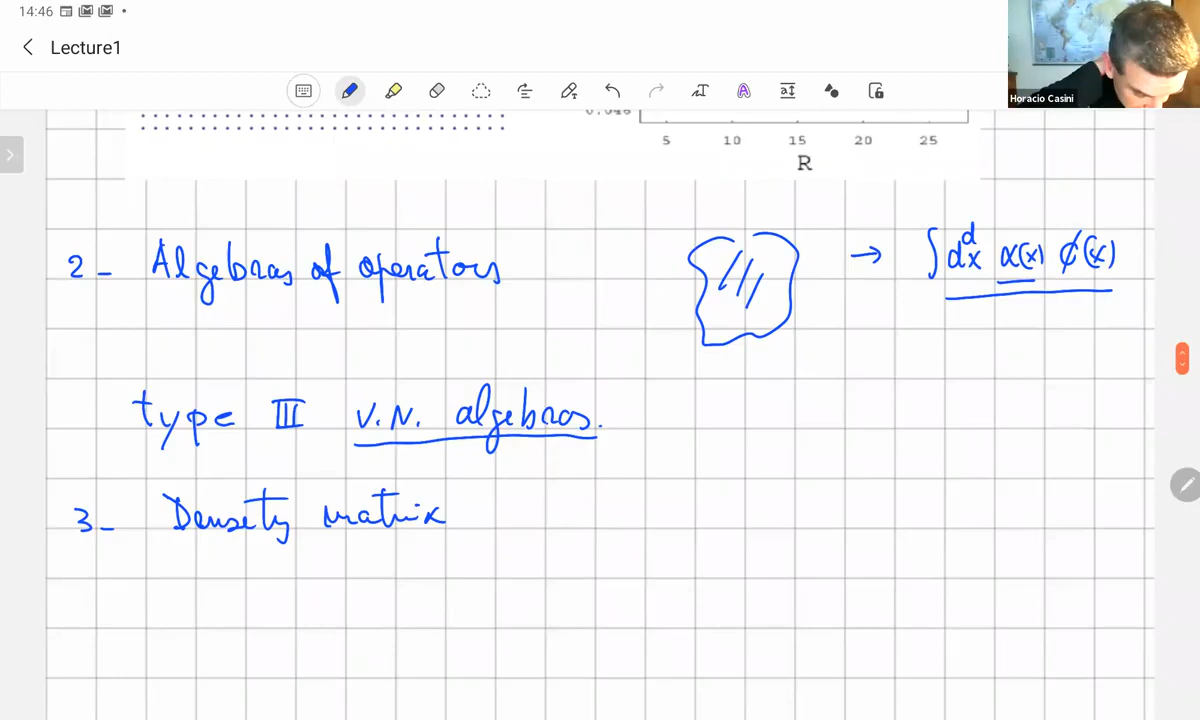 14:46
Lecture1
Horacio Casini
5 10 15 20 25
R
2- Algebras of operators → ∫d^d x α(x) ϕ(x)
type III V.N. algebras.
3- Density matrix